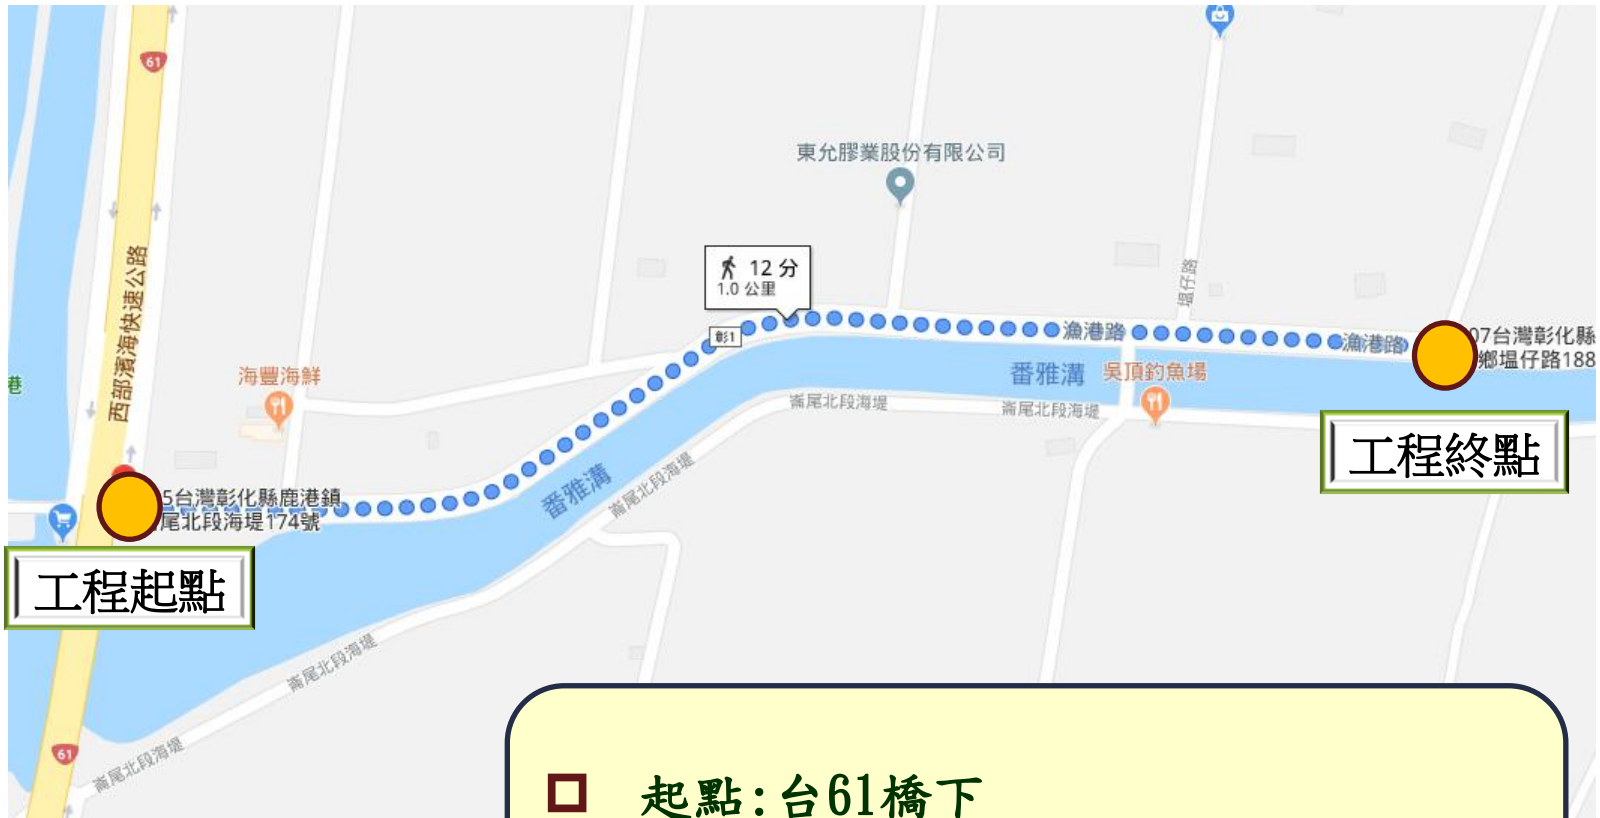 61
東允膠業股份有限公司
西部濱海快速公路
12 分
1.0 公里
塭仔路
彰1
漁港路
漁港路
07台灣彰化縣
鄉塭仔路188
港
海豐海鮮
番雅溝
吳頂釣魚場
崙尾北段海堤
崙尾北段海堤
工程終點
5台灣彰化縣鹿港鎮
尾北段海堤174號
番雅溝
崙尾北段海堤
工程起點
崙尾北段海堤
61
崙尾北段海堤
起點:台61橋下